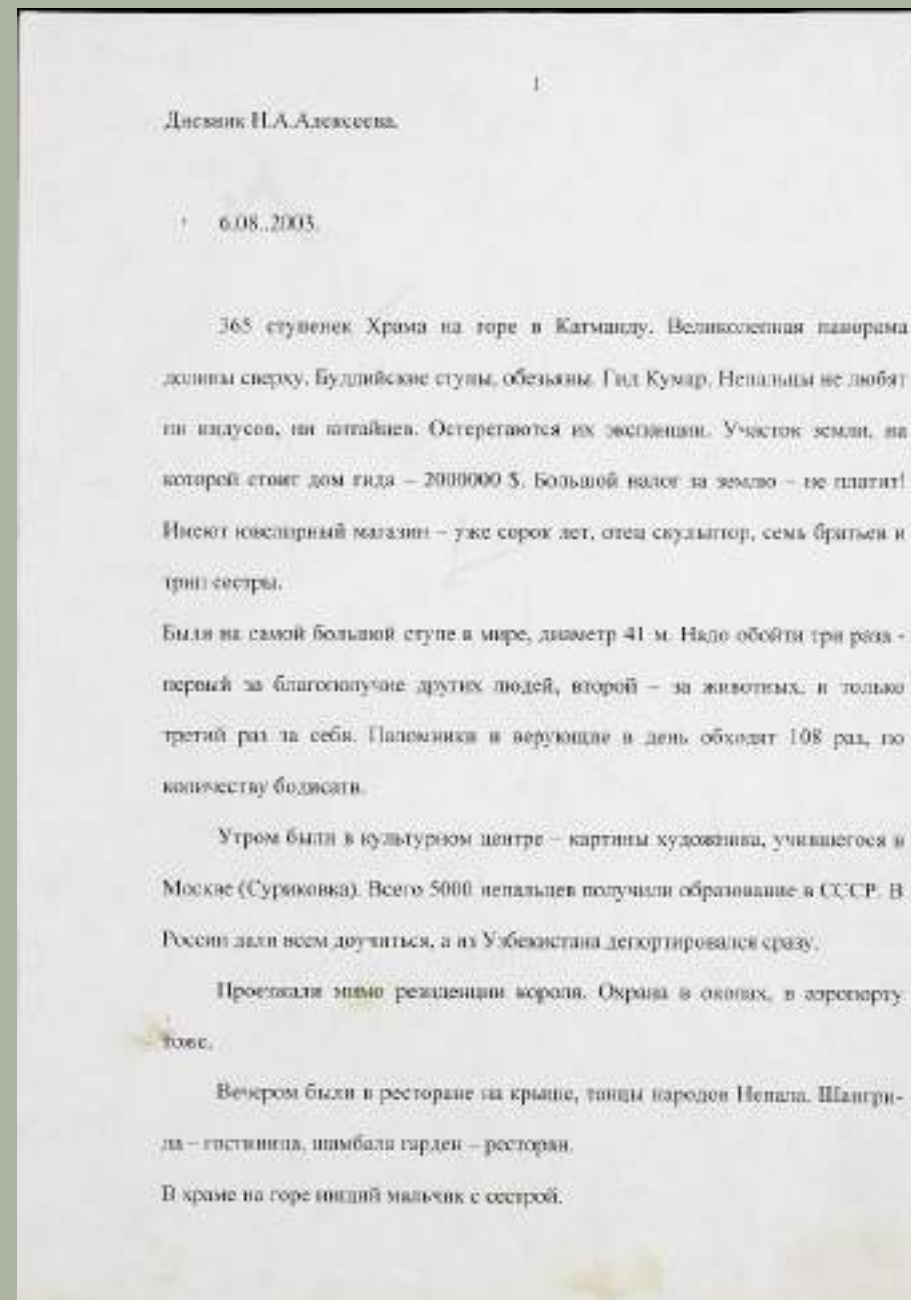 1
Дневник Н.А.Алексеева.
6.08..2003.
365 ступенек Храма на горе в Катманду. Великолепная панорама
долины сверху. Буддийские ступы, обезьяны. Гид Кумар. Непальцы не любят
ни индусов, ни китайцев. Остерегаются их экспанции. Участок земли, на
которой стоит дом гида – 2000000 $. Большой налог за землю – не платит!
Имеют ювелирный магазин – уже сорок лет, отец скульптор, семь братьев и
три сестры.
Были на самой большой ступе в мире, диаметр 41 м. Надо обойти три раза -
первый за благополучие других людей, второй – за животных, и только
третий раз за себя. Паломники и верующие в день обходят 108 раз, по
количеству бодисатв.
Утром были в культурном центре – картины художника, учившегося в
Москве (Суриковка). Всего 5000 непальцев получили образование в СССР. В
России дали всем доучиться, а из Узбекистана депортировался сразу.
Проезжали мимо резиденции короля. Охрана в окопах, в аэропорту
тоже.
Вечером были в ресторане на крыше, танцы народов Непала. Шангри-
ла – гостиница, шамбала гарден – ресторан.
В храме на горе нищий мальчик с сестрой.